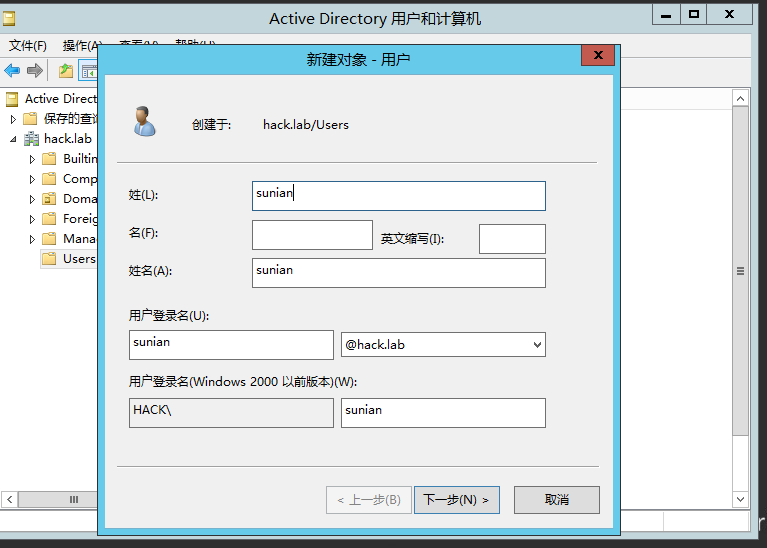 Active Directory 用户和计算机
文件(F) 操作(A) 查看(V) 帮助(H)
新建对象 - 用户
Active Direct
保存的查询
hack.lab
Builtin
Comp
Doma
Foreig
Mana
Users
创建于: hack.lab/Users
姓(L): sunian
名(F): 英文缩写(I):
姓名(A): sunian
用户登录名(U):
sunian @hack.lab
用户登录名(Windows 2000 以前版本)(W):
HACK\ sunian
< 上一步(B) 下一步(N) > 取消